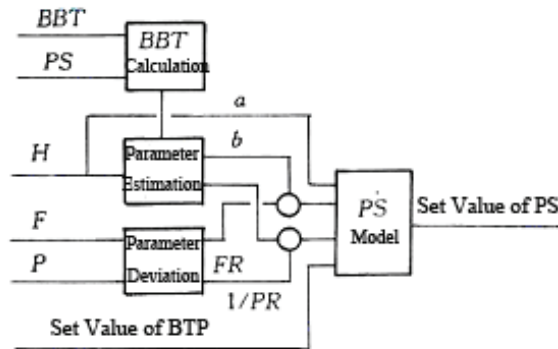 BBT
PS
BBT
Calculation
a
H
Parameter
Estimation
b
PS
Model
Set Value of PS
F
P
Parameter
Deviation
FR
1/PR
Set Value of BTP